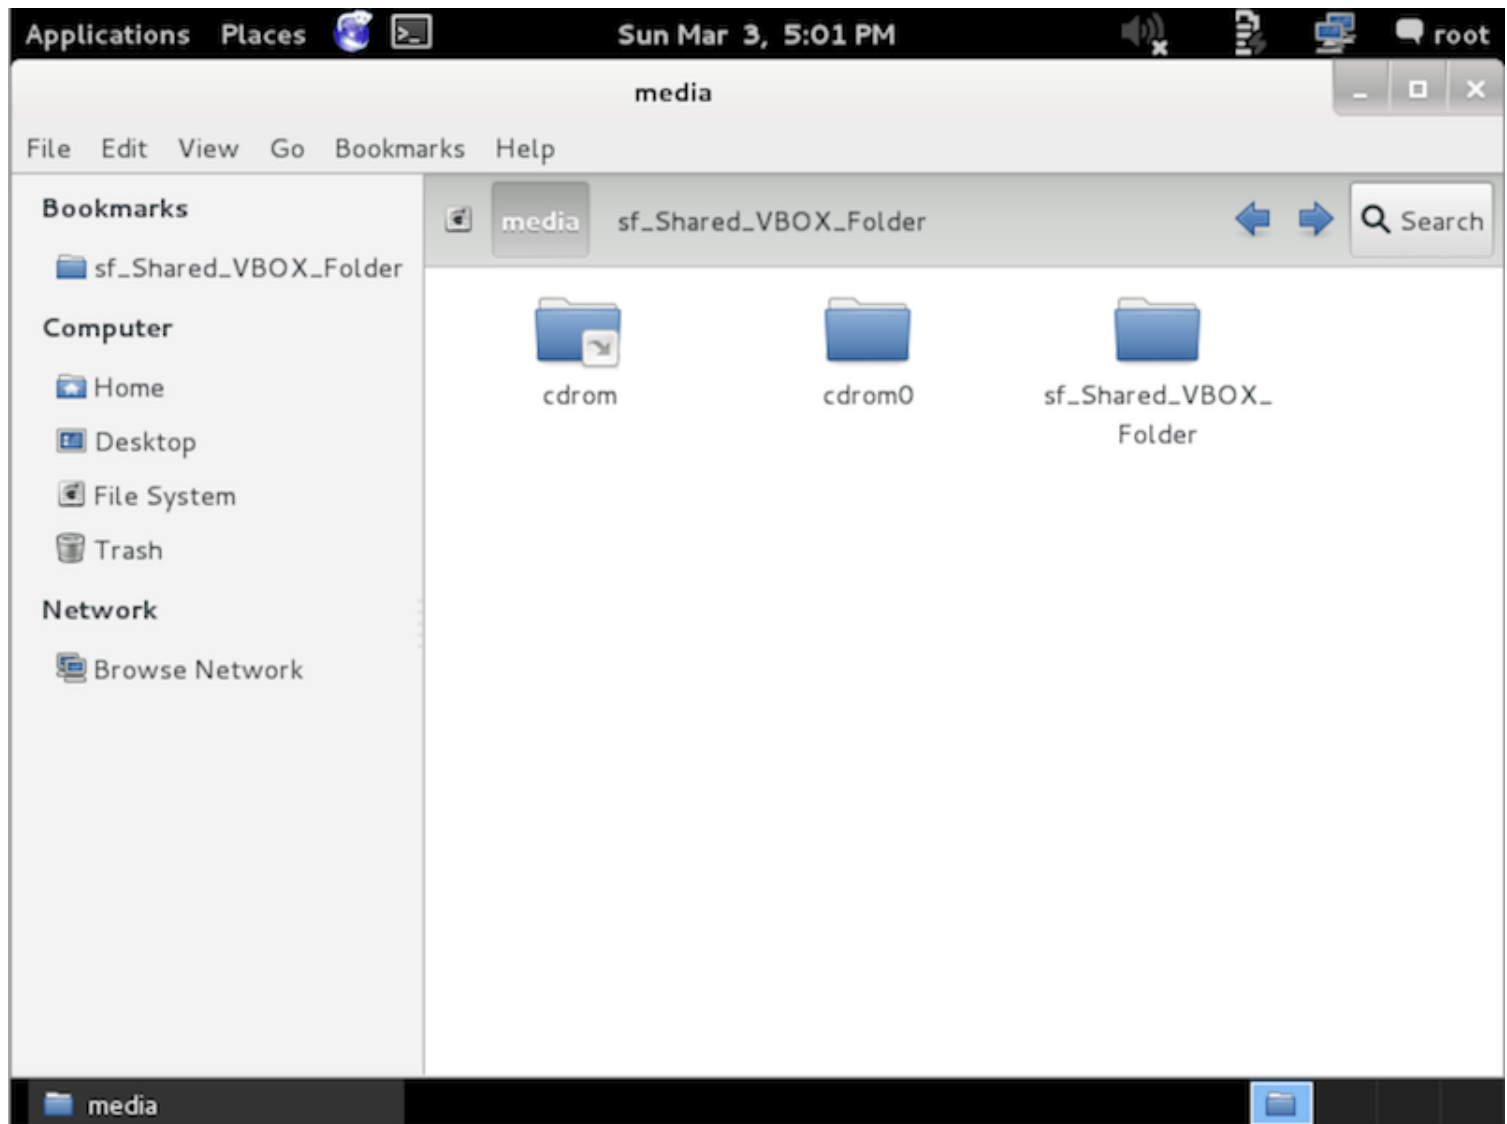 Applications Places Sun Mar 3, 5:01 PM root
media
File Edit View Go Bookmarks Help
Bookmarks
sf_Shared_VBOX_Folder
Computer
Home
Desktop
File System
Trash
Network
Browse Network
media sf_Shared_VBOX_Folder Search
cdrom cdrom0 sf_Shared_VBOX_
Folder
media